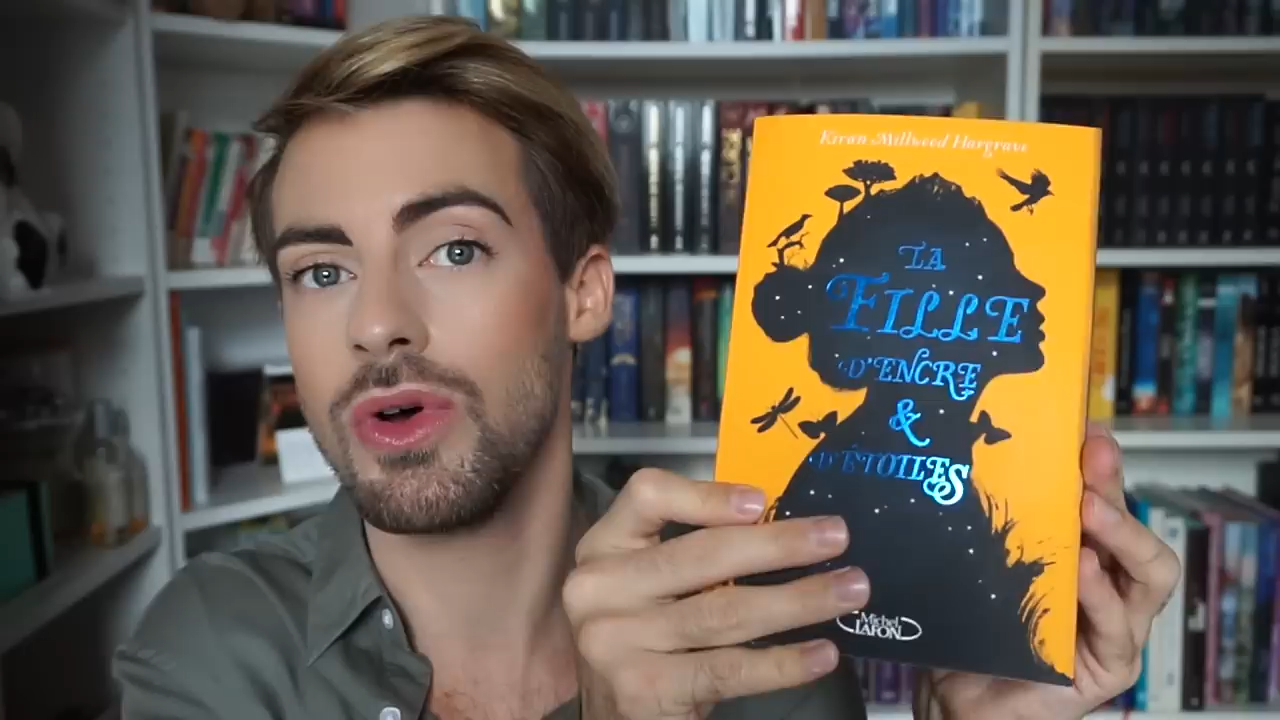 Kiran Millwood Hargrave
LA
FILLE
D'ENCRE
&
D'ÉTOILES
Michel
LAFON